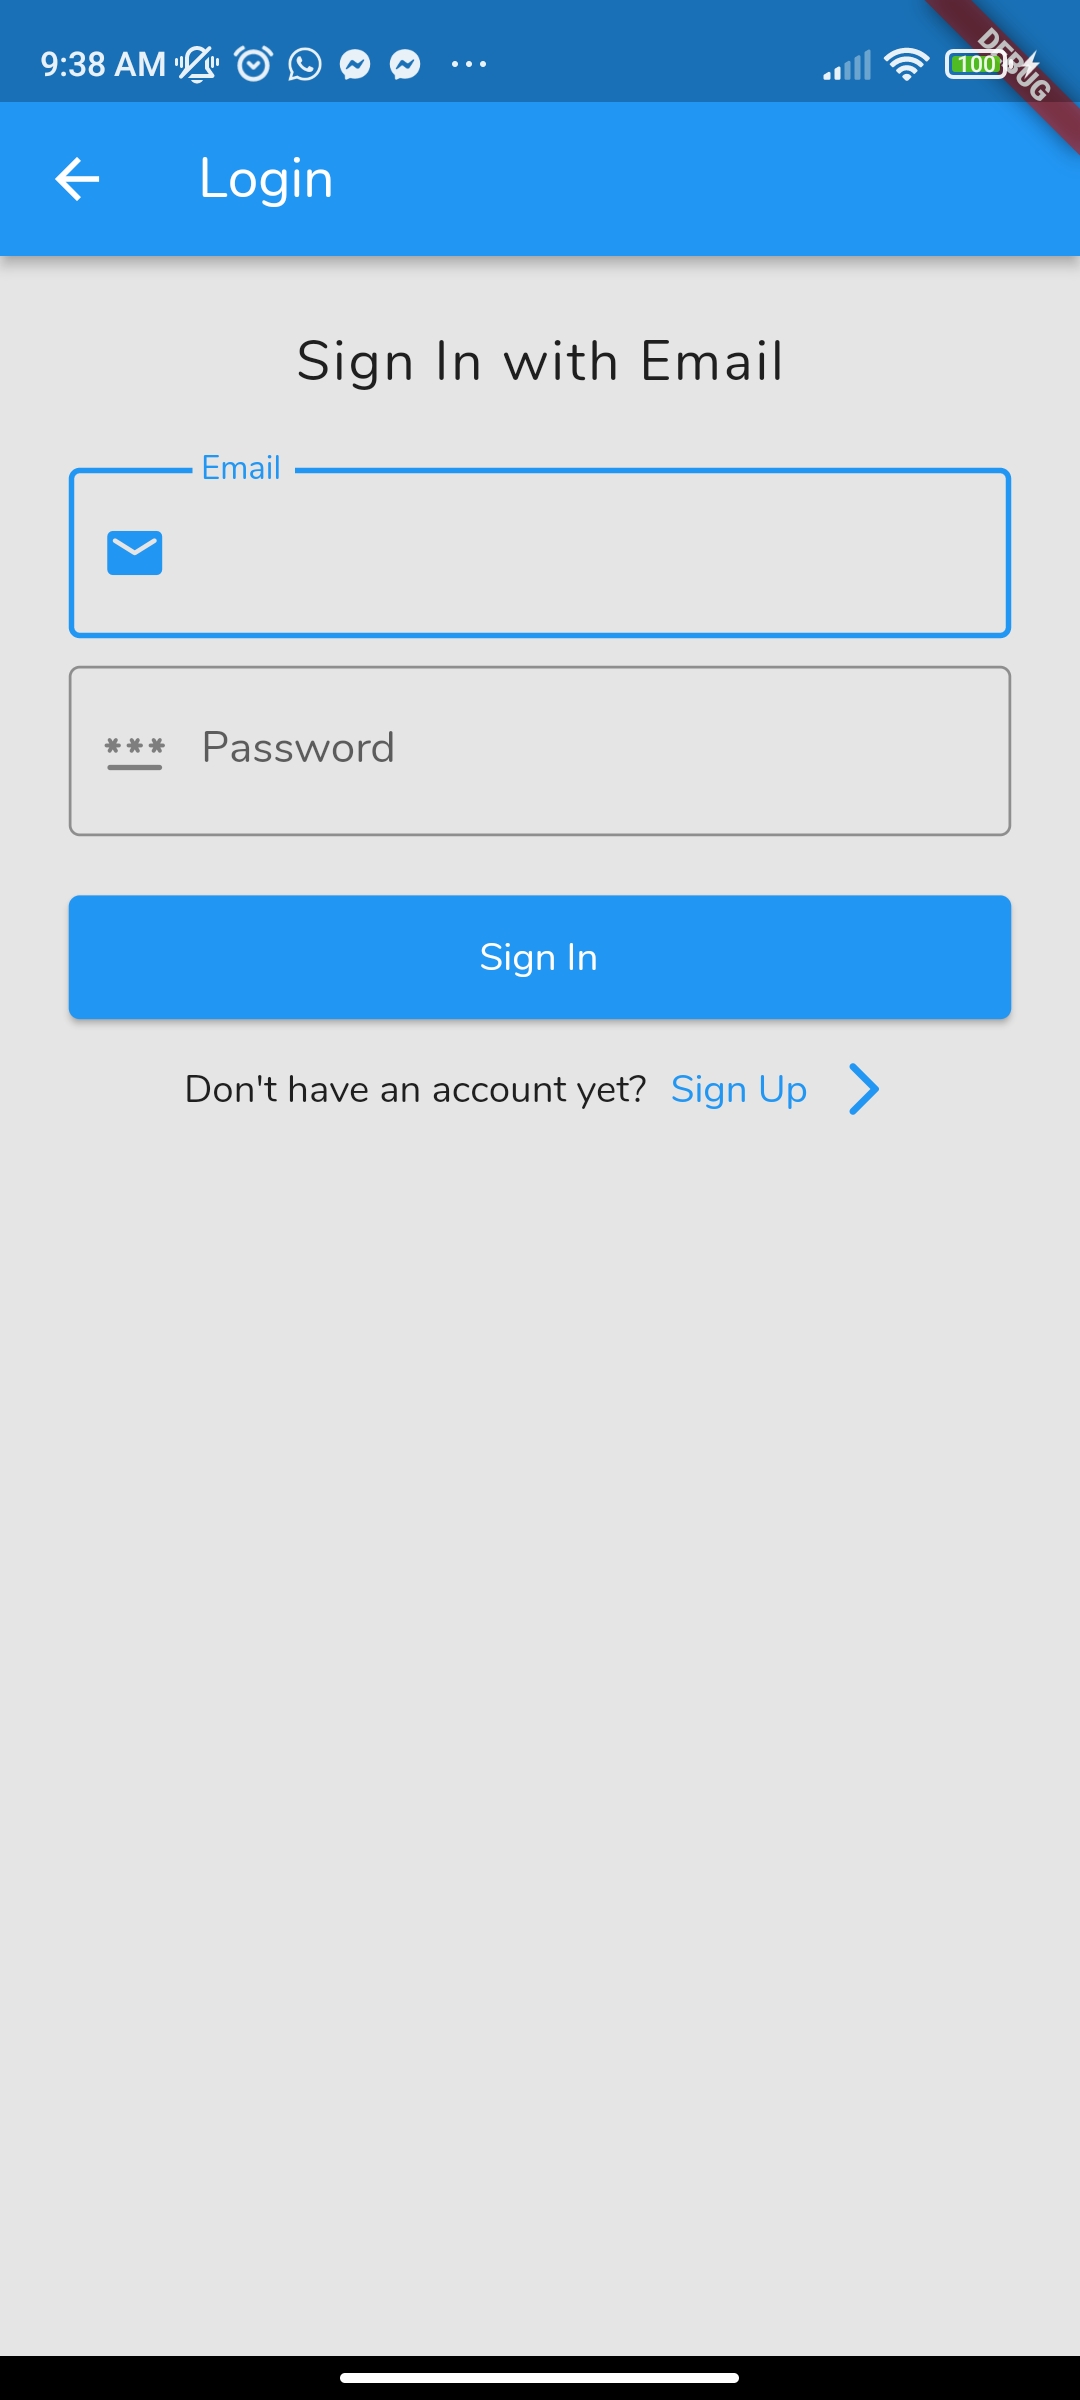 9:38 AM
100
DEBUG
Login
Sign In with Email
Email
*** Password
Sign In
Don't have an account yet? Sign Up